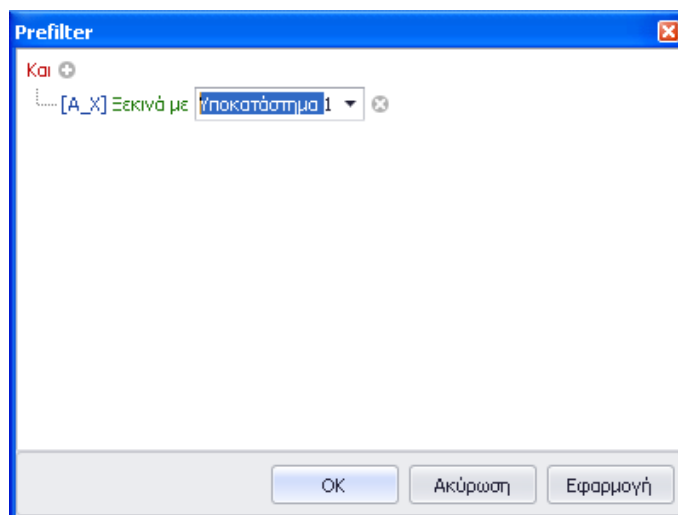 Prefilter
Και
[A_X] Ξεκινά με Υποκατάστημα 1
OK Ακύρωση Εφαρμογή